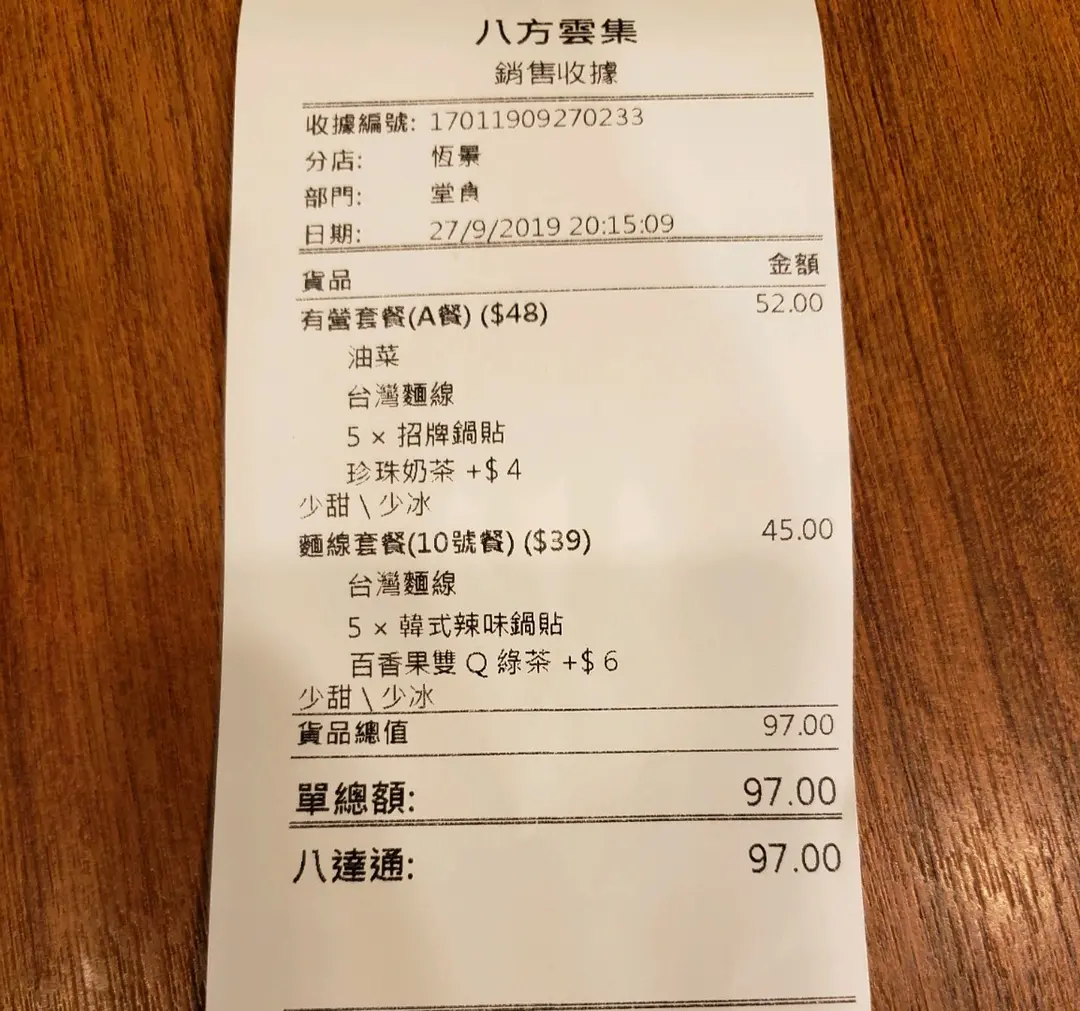 八方雲集
銷售收據
收據編號: 17011909270233
分店: 恆景
部門: 堂食
日期: 27/9/2019 20:15:09
貨品 金額
有營套餐(A餐) ($48) 52.00
油菜
台灣麵線
5 × 招牌鍋貼
珍珠奶茶 +$ 4
少甜 \ 少冰
麵線套餐(10號餐) ($39) 45.00
台灣麵線
5 × 韓式辣味鍋貼
百香果雙 Q 綠茶 +$ 6
少甜 \ 少冰
貨品總值 97.00
單總額: 97.00
八達通: 97.00